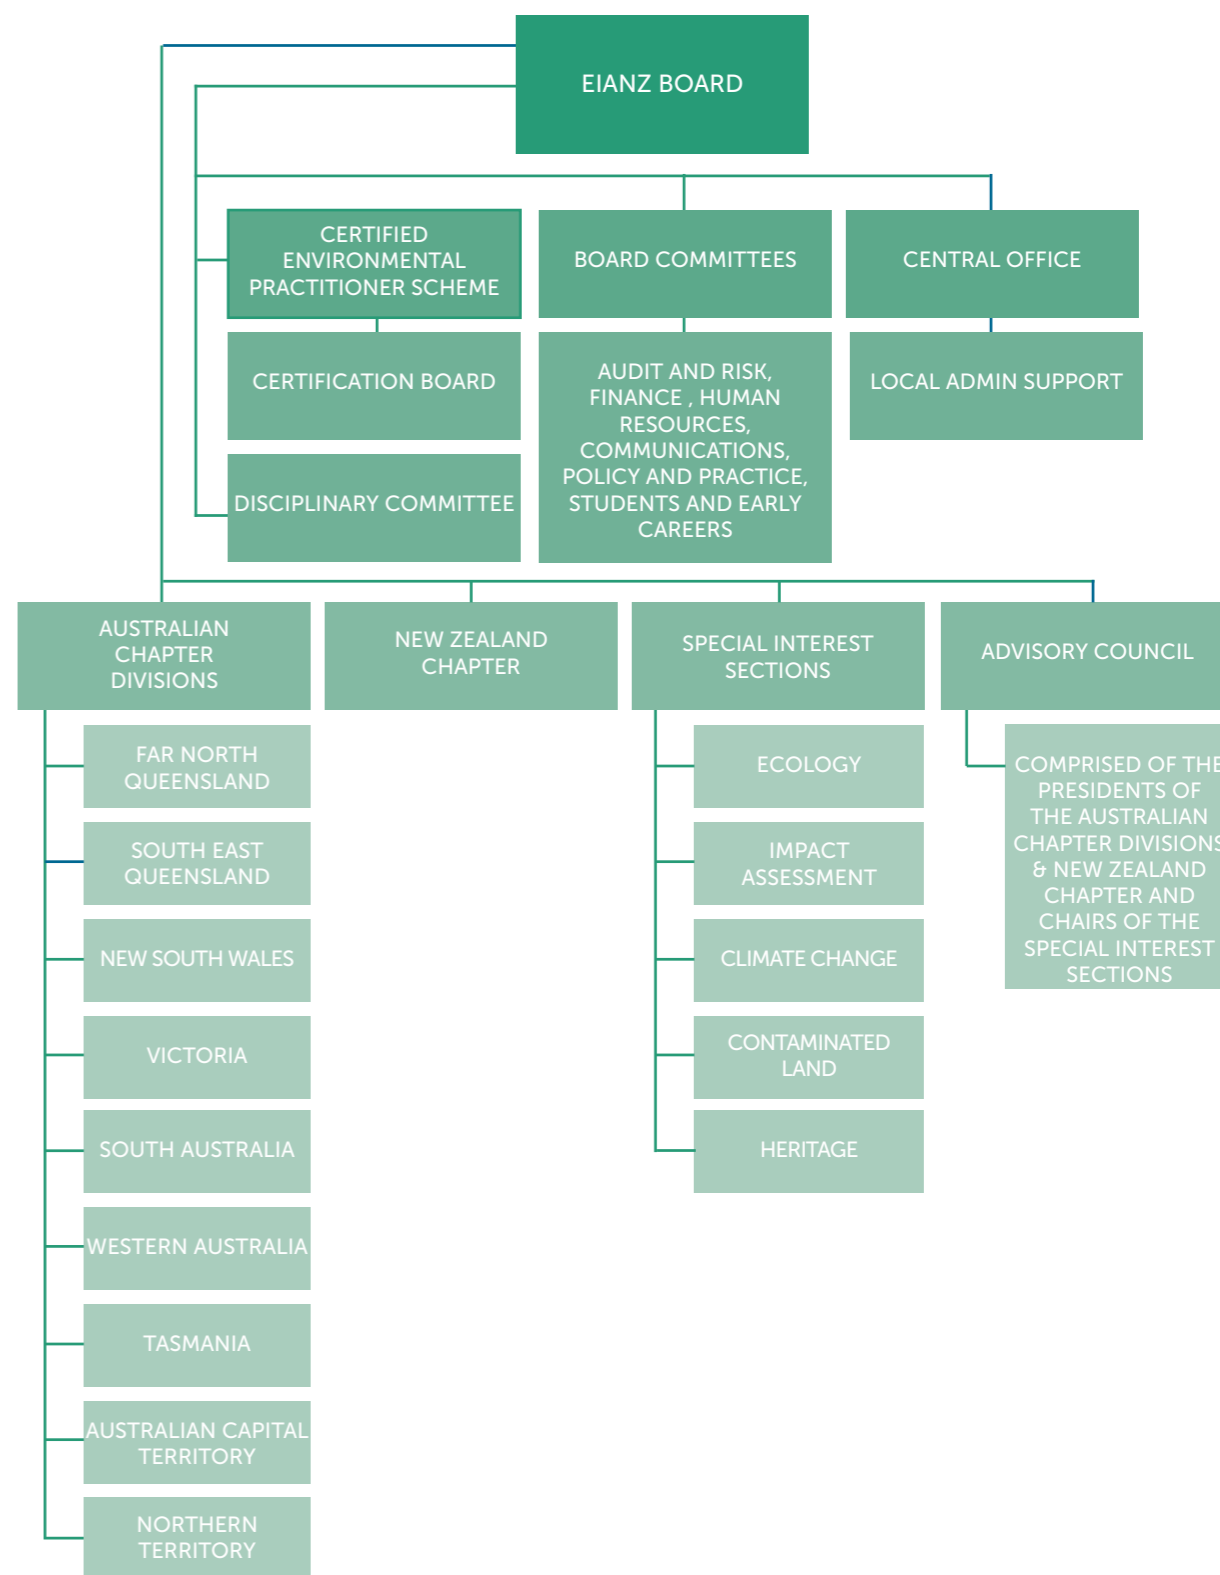 EIANZ BOARD
CERTIFIED
ENVIRONMENTAL
PRACTITIONER SCHEME
BOARD COMMITTEES
CENTRAL OFFICE
CERTIFICATION BOARD
AUDIT AND RISK,
FINANCE , HUMAN
RESOURCES,
COMMUNICATIONS,
POLICY AND PRACTICE,
STUDENTS AND EARLY
CAREERS
LOCAL ADMIN SUPPORT
DISCIPLINARY COMMITTEE
AUSTRALIAN
CHAPTER
DIVISIONS
NEW ZEALAND
CHAPTER
SPECIAL INTEREST
SECTIONS
ADVISORY COUNCIL
FAR NORTH
QUEENSLAND
SOUTH EAST
QUEENSLAND
NEW SOUTH WALES
VICTORIA
SOUTH AUSTRALIA
WESTERN AUSTRALIA
TASMANIA
AUSTRALIAN CAPITAL
TERRITORY
NORTHERN
TERRITORY
ECOLOGY
IMPACT
ASSESSMENT
CLIMATE CHANGE
CONTAMINATED
LAND
HERITAGE
COMPRISED OF THE
PRESIDENTS OF
THE AUSTRALIAN
CHAPTER DIVISIONS
& NEW ZEALAND
CHAPTER AND
CHAIRS OF THE
SPECIAL INTEREST
SECTIONS